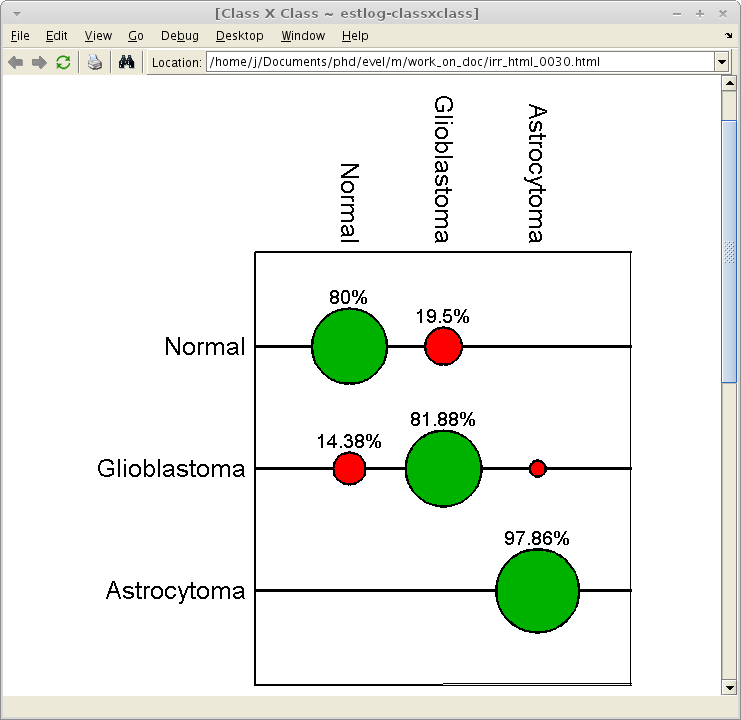 [Class X Class ~ estlog-classxclass]
File Edit View Go Debug Desktop Window Help
Location: /home/j/Documents/phd/evel/m/work_on_doc/irr_html_0030.html
Normal
Glioblastoma
Astrocytoma
80%
19.5%
Normal
14.38%
81.88%
Glioblastoma
97.86%
Astrocytoma